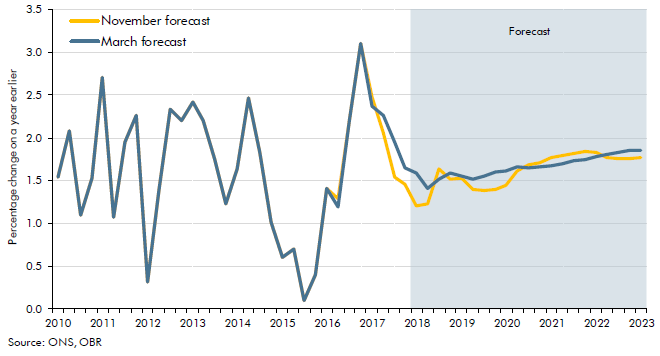 Percentage change on a year earlier
3.5
3.0
2.5
2.0
1.5
1.0
0.5
0.0
November forecast
March forecast
Forecast
2010 2011 2012 2013 2014 2015 2016 2017 2018 2019 2020 2021 2022 2023
Source: ONS, OBR